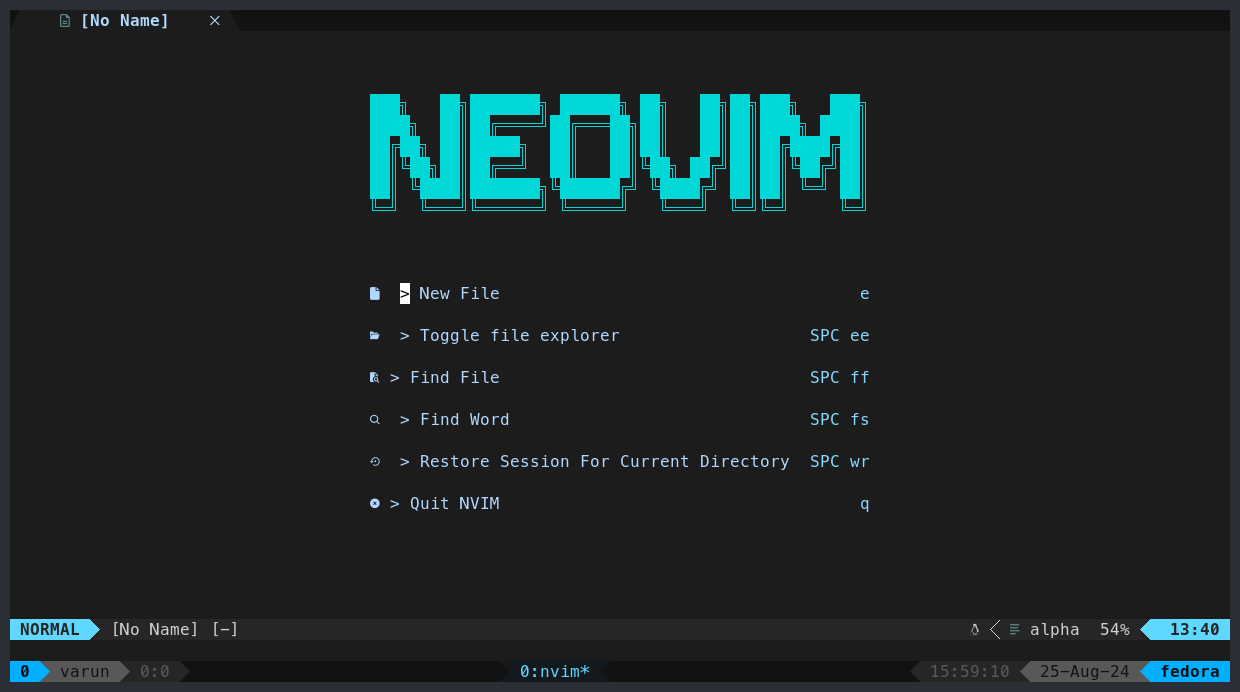 [No Name]
NEOVIM
> New File e
> Toggle file explorer SPC ee
> Find File SPC ff
> Find Word SPC fs
> Restore Session For Current Directory SPC wr
> Quit NVIM q
NORMAL [No Name] [-] alpha 54% 13:40
0 varun 0:0 0:nvim* 15:59:10 25-Aug-24 fedora